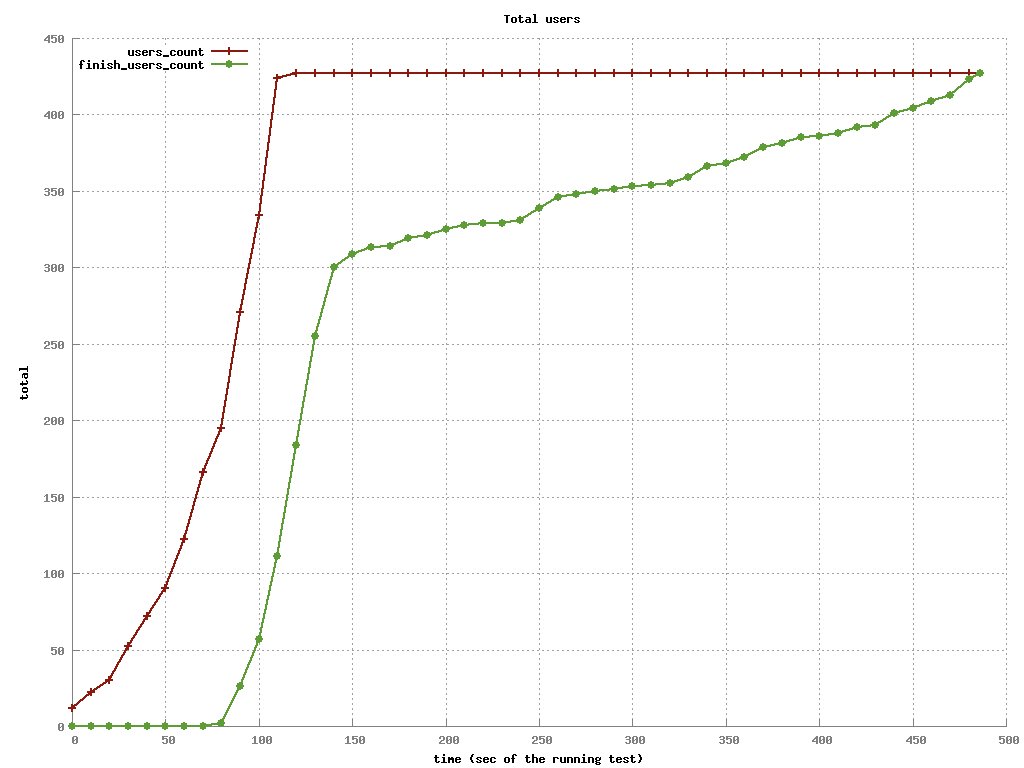 Total users
users_count
finish_users_count
450
400
350
300
250
200
150
100
50
0
total
0 50 100 150 200 250 300 350 400 450 500
time (sec of the running test)